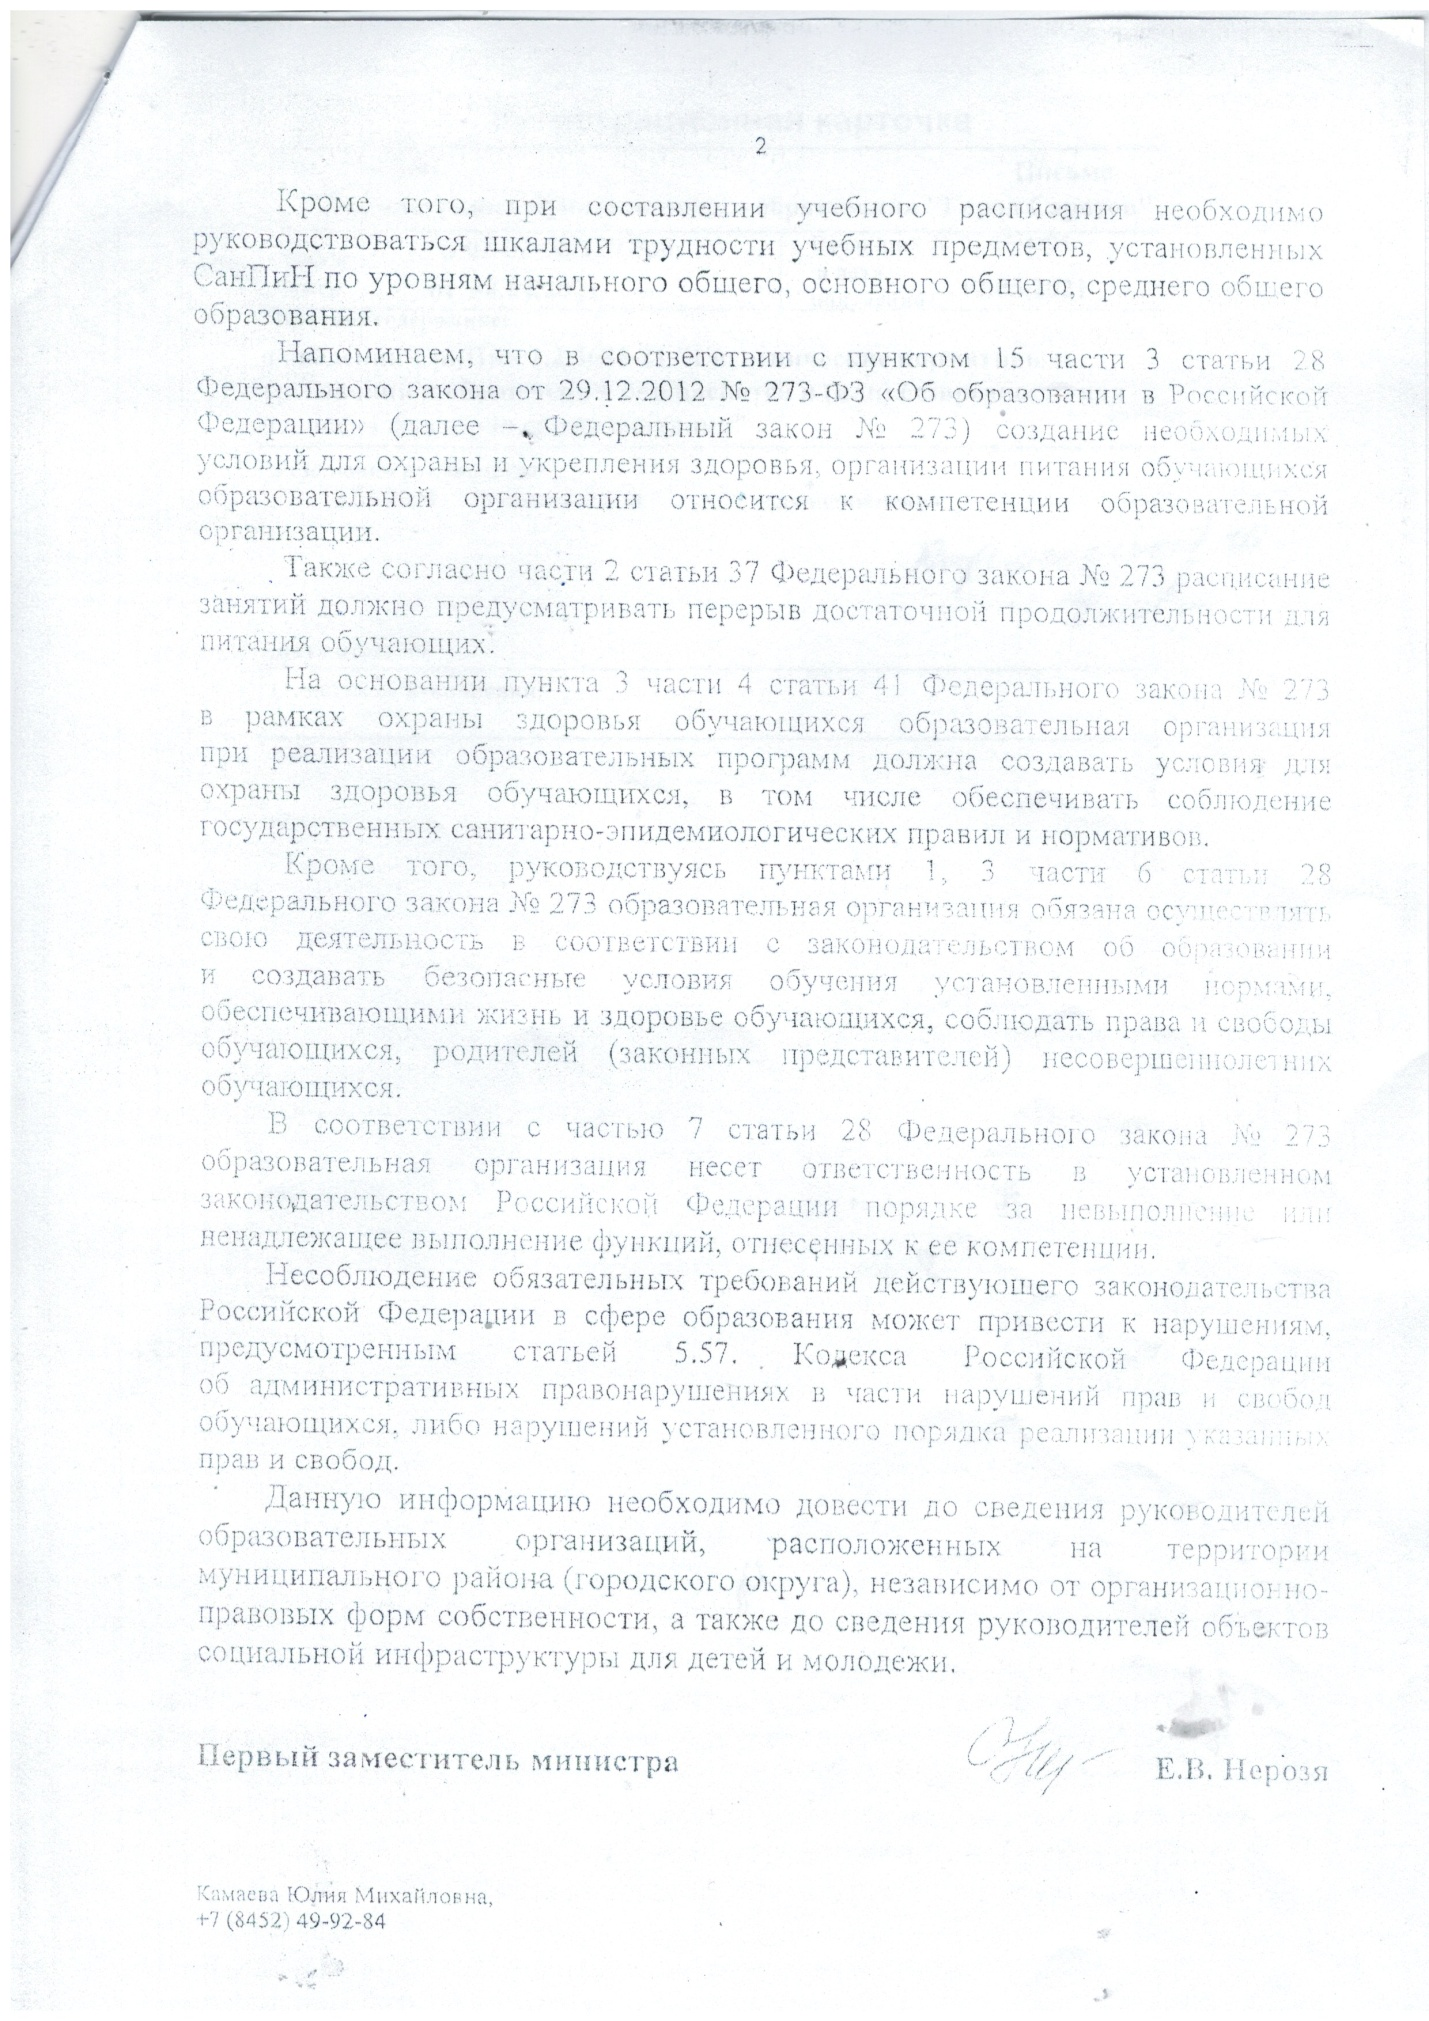 2
Кроме того, при составлении учебного расписания необходимо
руководствоваться шкалами трудности учебных предметов, установленных
СанПиН по уровням начального общего, основного общего, среднего общего
образования.
Напоминаем, что в соответствии с пунктом 15 части 3 статьи 28
Федерального закона от 29.12.2012 № 273-ФЗ «Об образовании в Российской
Федерации» (далее – Федеральный закон № 273) создание необходимых
условий для охраны и укрепления здоровья, организации питания обучающихся
образовательной организации относится к компетенции образовательной
организации.
Также согласно части 2 статьи 37 Федерального закона № 273 расписание
занятий должно предусматривать перерыв достаточной продолжительности для
питания обучающих.
На основании пункта 3 части 4 статьи 41 Федерального закона № 273
в рамках охраны здоровья обучающихся образовательная организация
при реализации образовательных программ должна создавать условия для
охраны здоровья обучающихся, в том числе обеспечивать соблюдение
государственных санитарно-эпидемиологических правил и нормативов.
Кроме того, руководствуясь пунктами 1, 3 части 6 статьи 28
Федерального закона № 273 образовательная организация обязана осуществлять
свою деятельность в соответствии с законодательством об образовании
и создавать безопасные условия обучения установленными нормами,
обеспечивающими жизнь и здоровье обучающихся, соблюдать права и свободы
обучающихся, родителей (законных представителей) несовершеннолетних
обучающихся.
В соответствии с частью 7 статьи 28 Федерального закона № 273
образовательная организация несет ответственность в установленном
законодательством Российской Федерации порядке за невыполнение или
ненадлежащее выполнение функций, отнесенных к ее компетенции.
Несоблюдение обязательных требований действующего законодательства
Российской Федерации в сфере образования может привести к нарушениям,
предусмотренным статьей 5.57. Кодекса Российской Федерации
об административных правонарушениях в части нарушений прав и свобод
обучающихся, либо нарушений установленного порядка реализации указанных
прав и свобод.
Данную информацию необходимо довести до сведения руководителей
образовательных организаций, расположенных на территории
муниципального района (городского округа), независимо от организационно-
правовых форм собственности, а также до сведения руководителей объектов
социальной инфраструктуры для детей и молодежи.
Первый заместитель министра Е.В. Нерозя
Камаева Юлия Михайловна,
+7 (8452) 49-92-84